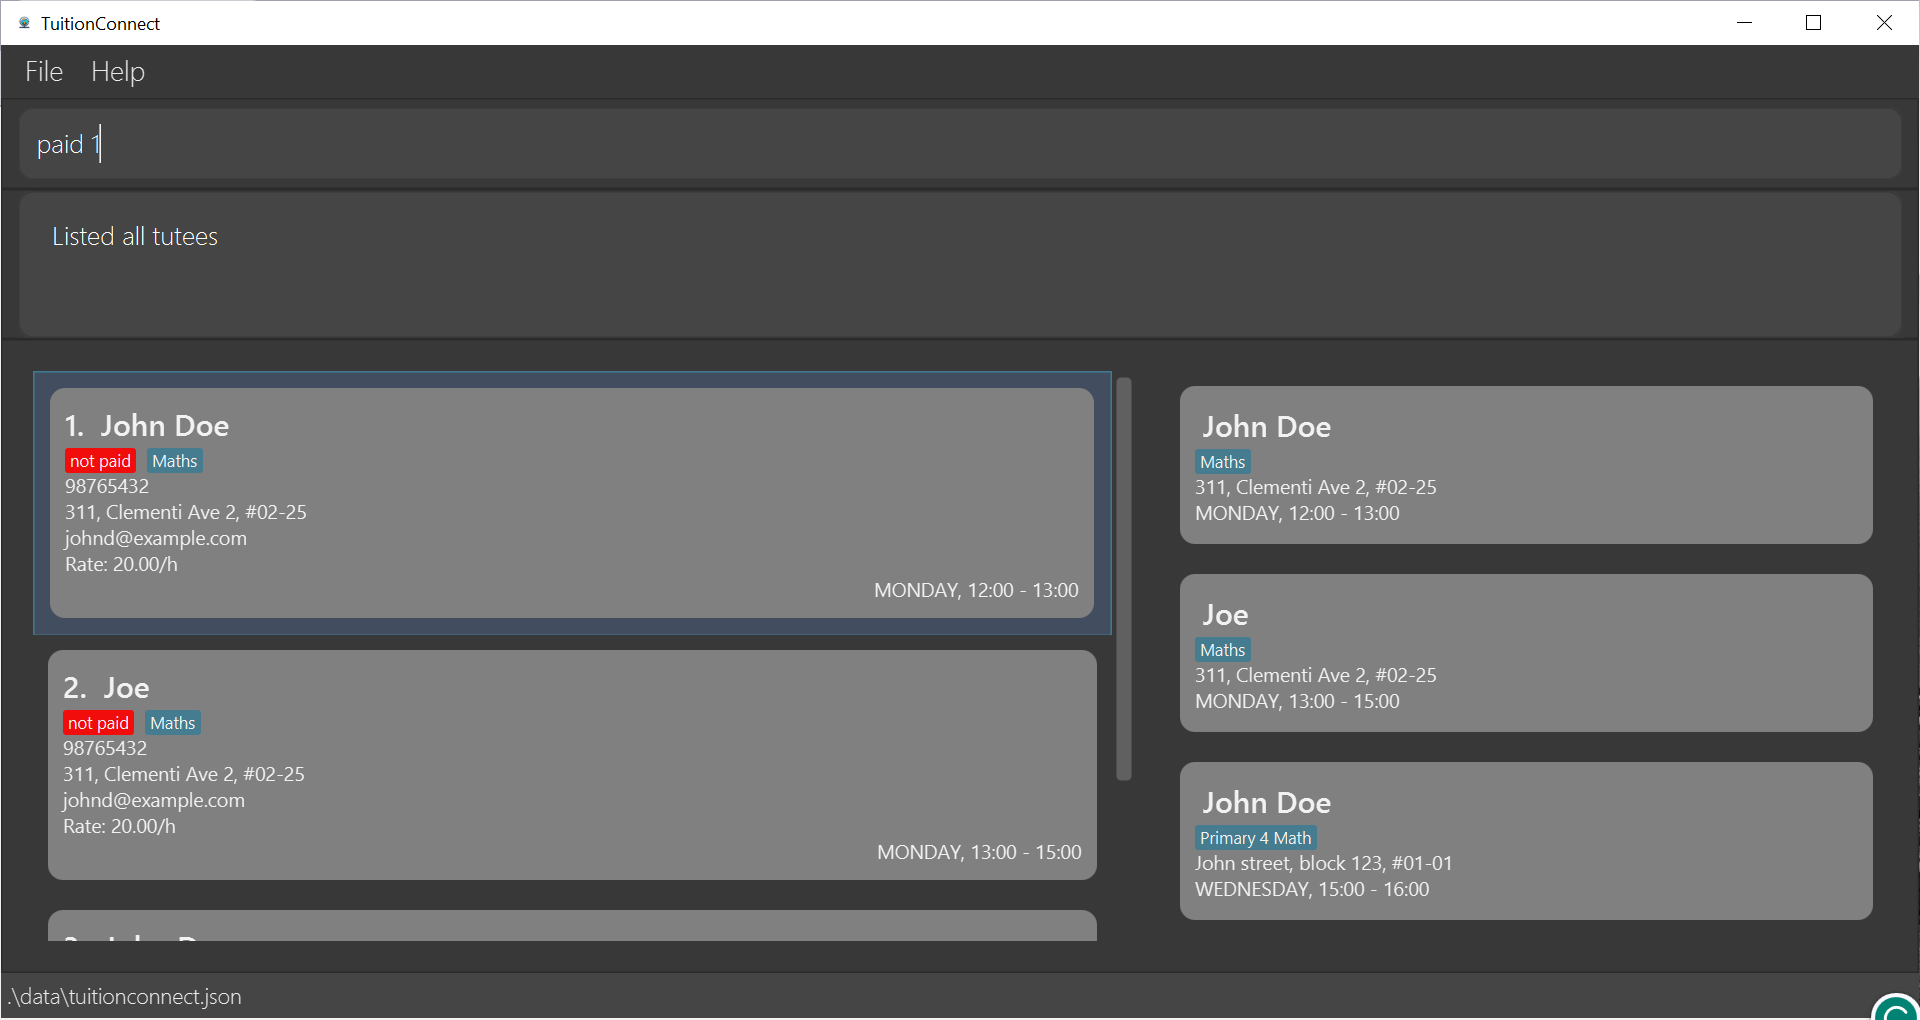 TuitionConnect
File Help
paid 1
Listed all tutees
1. John Doe
not paid Maths
98765432
311, Clementi Ave 2, #02-25
johnd@example.com
Rate: 20.00/h
MONDAY, 12:00 - 13:00
2. Joe
not paid Maths
98765432
311, Clementi Ave 2, #02-25
johnd@example.com
Rate: 20.00/h
MONDAY, 13:00 - 15:00
John Doe
Maths
311, Clementi Ave 2, #02-25
MONDAY, 12:00 - 13:00
Joe
Maths
311, Clementi Ave 2, #02-25
MONDAY, 13:00 - 15:00
John Doe
Primary 4 Math
John street, block 123, #01-01
WEDNESDAY, 15:00 - 16:00
.\data\tuitionconnect.json